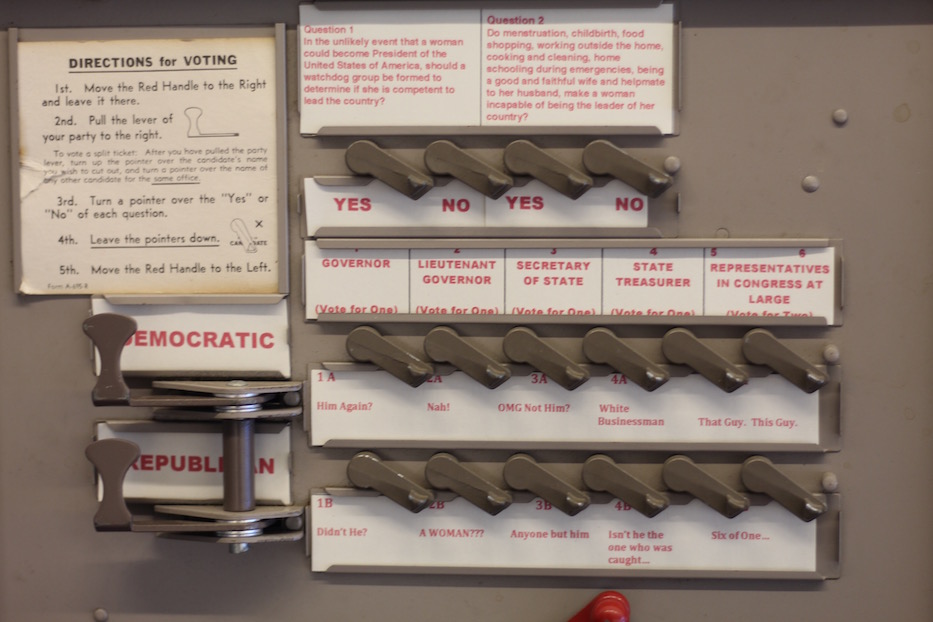 DIRECTIONS for VOTING
1st. Move the Red Handle to the Right
and leave it there.
2nd. Pull the lever of
your party to the right.
To vote a split ticket: After you have pulled the party
lever, turn up the pointer over the candidate's name
you wish to cut out, and turn a pointer over the name of
any other candidate for the same office.
3rd. Turn a pointer over the "Yes" or
"No" of each question.
4th. Leave the pointers down.
X
5th. Move the Red Handle to the Left.
Form A-695-R
Question 1
In the unlikely event that a woman
could become President of the
United States of America, should a
watchdog group be formed to
determine if she is competent to
lead the country?
Question 2
Do menstruation, childbirth, food
shopping, working outside the home,
cooking and cleaning, home
schooling during emergencies, being
a good and faithful wife and helpmate
to her husband, make a woman
incapable of being the leader of her
country?
YES NO YES NO
GOVERNOR
(Vote for One)
2
LIEUTENANT
GOVERNOR
(Vote for One)
3
SECRETARY
OF STATE
(Vote for One)
4
STATE
TREASURER
(Vote for One)
5 6
REPRESENTATIVES
IN CONGRESS AT
LARGE
(Vote for Two)
DEMOCRATIC
1 A 2A 3A 4A
Him Again?
Nah!
OMG Not Him?
White
Businessman
That Guy. This Guy.
REPUBL AN
1B 2B 3B 4B
Didn't He?
A WOMAN???
Anyone but him
Isn't he the
one who was
caught...
Six of One...